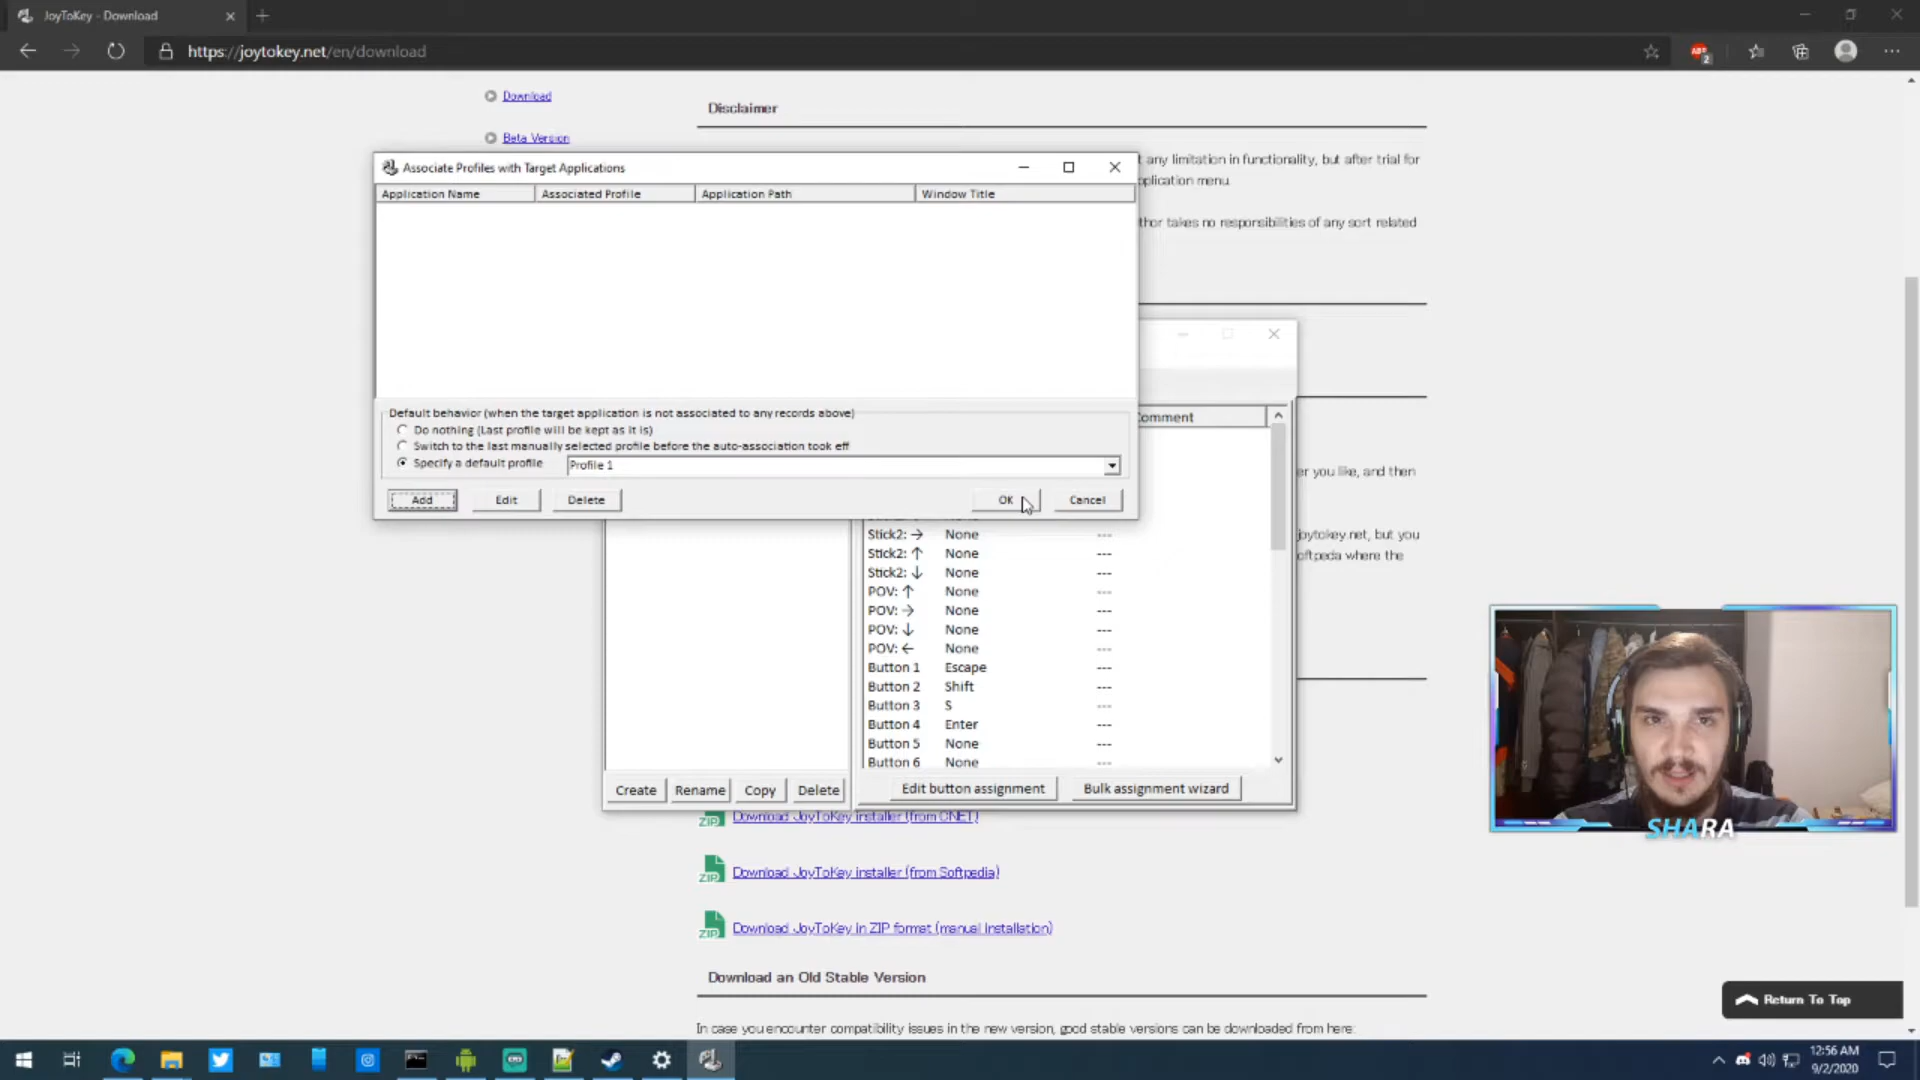 JoyToKey - Download
https://joytokey.net/en/download
2
Download
Disclaimer
Beta Version
any limitation in functionality, but after trial for
plication menu.
thor takes no responsibilities of any sort related
Associate Profiles with Target Applications
Application Name
Associated Profile
Application Path
Window Title
Default behavior (when the target application is not associated to any records above)
Do nothing (Last profile will be kept as it is)
Switch to the last manually selected profile before the auto-association took eff
Specify a default profile
Profile 1
Add
Edit
Delete
OK
Cancel
Comment
er you like, and then
joytokey.net, but you
oftpedia where the
Stick2: → None ---
Stick2: ↑ None ---
Stick2: ↓ None ---
POV: ↑ None ---
POV: → None ---
POV: ↓ None ---
POV: ← None ---
Button 1 Escape ---
Button 2 Shift ---
Button 3 S ---
Button 4 Enter ---
Button 5 None ---
Button 6 None
Create
Rename
Copy
Delete
Edit button assignment
Bulk assignment wizard
SHARA
ZIP Download JoyToKey installer (from CNET)
ZIP Download JoyToKey installer (from Softpedia)
ZIP Download JoyToKey in ZIP format (manual installation)
Download an Old Stable Version
Return To Top
In case you encounter compatibility issues in the new version, good stable versions can be downloaded from here:
12:56 AM
9/2/2020